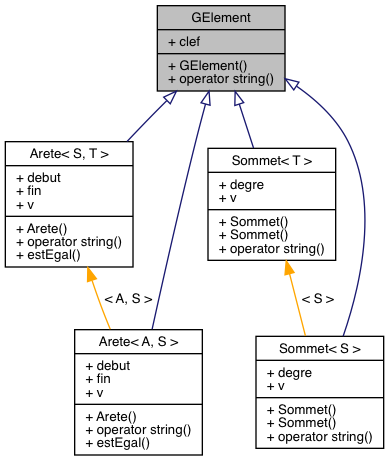 GElement
+ clef
+ GElement()
+ operator string()
Arete< S, T >
+ debut
+ fin
+ v
+ Arete()
+ operator string()
+ estEgal()
Sommet< T >
+ degre
+ v
+ Sommet()
+ Sommet()
+ operator string()
< A, S >
< S >
Arete< A, S >
+ debut
+ fin
+ v
+ Arete()
+ operator string()
+ estEgal()
Sommet< S >
+ degre
+ v
+ Sommet()
+ Sommet()
+ operator string()